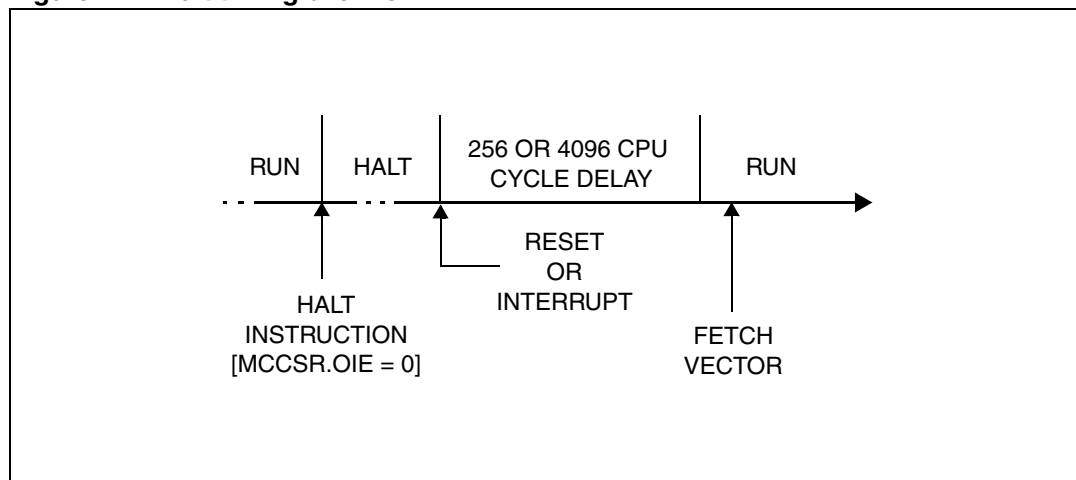 RUN
HALT
256 OR 4096 CPU
CYCLE DELAY
RUN
HALT
INSTRUCTION
[MCCSR.OIE = 0]
RESET
OR
INTERRUPT
FETCH
VECTOR